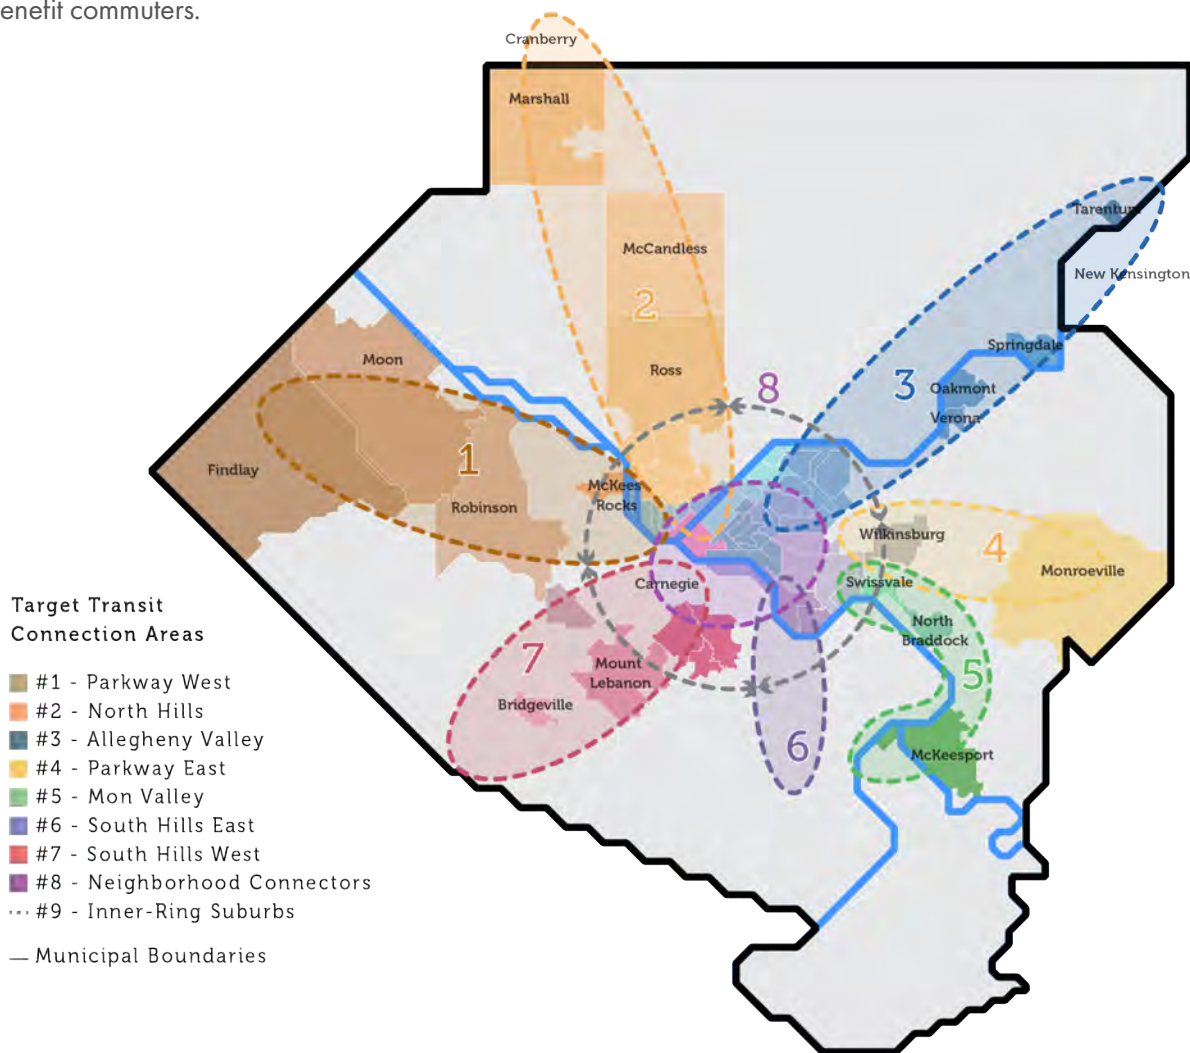 enefit commuters.
Cranberry
Marshall
McCandless
2
Ross
8
Tarentum
New Kensington
Springdale
3
Oakmont
Verona
Moon
1
Findlay
Robinson
McKees
Rocks
Wilkinsburg
4
Monroeville
Carnegie
Swissvale
North
Braddock
5
7
Mount
Lebanon
Bridgeville
6
McKeesport
Target Transit
Connection Areas
#1 - Parkway West
#2 - North Hills
#3 - Allegheny Valley
#4 - Parkway East
#5 - Mon Valley
#6 - South Hills East
#7 - South Hills West
#8 - Neighborhood Connectors
#9 - Inner-Ring Suburbs
Municipal Boundaries